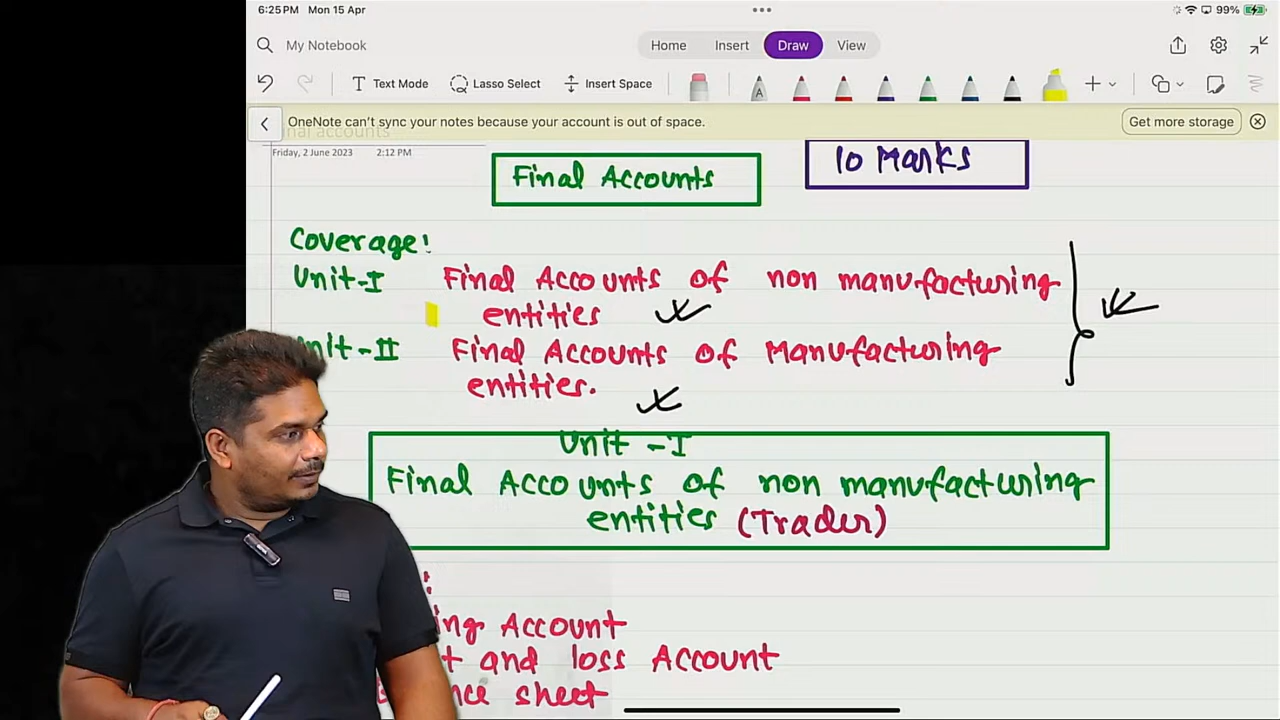 6:25 PM Mon 15 Apr
99%
My Notebook
Home Insert Draw View
Text Mode Lasso Select Insert Space
OneNote can't sync your notes because your account is out of space.
Get more storage
Friday, 2 June 2023 2:12 PM
Final Accounts
10 Marks
Coverage:
Unit-I Final Accounts of non manufacturing
entities
Unit-II Final Accounts of Manufacturing
entities.
Unit - I
Final Accounts of non manufacturing
entities (Trader)
Account
and loss Account
sheet